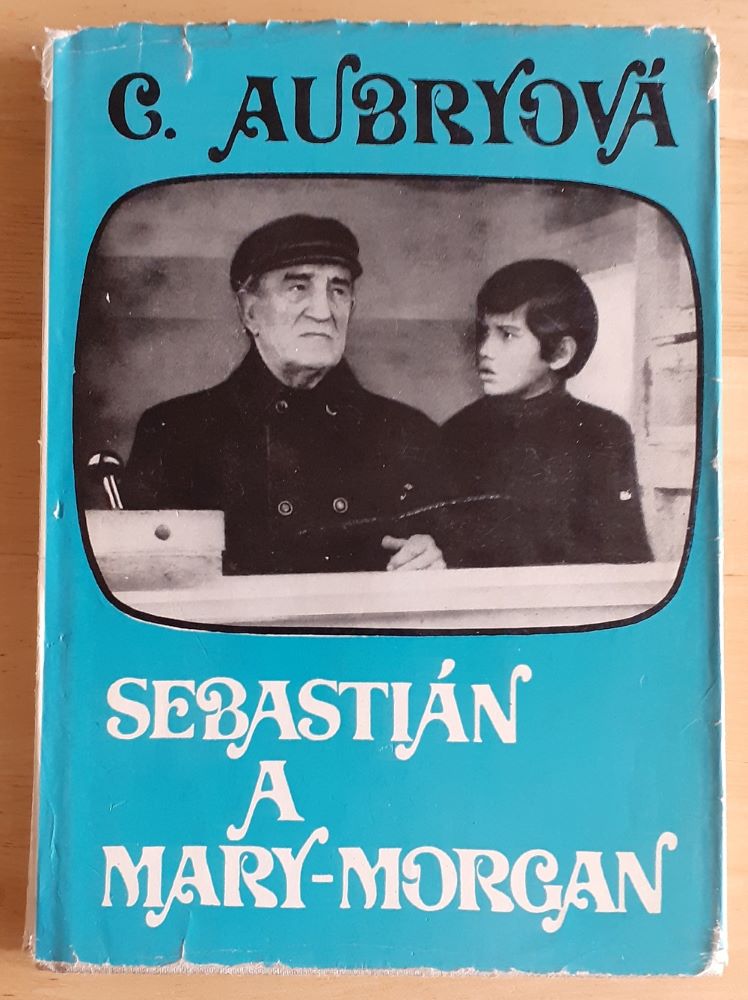 C. AUBRYOVÁ
SEBASTIÁN
A
MARY-MORGAN